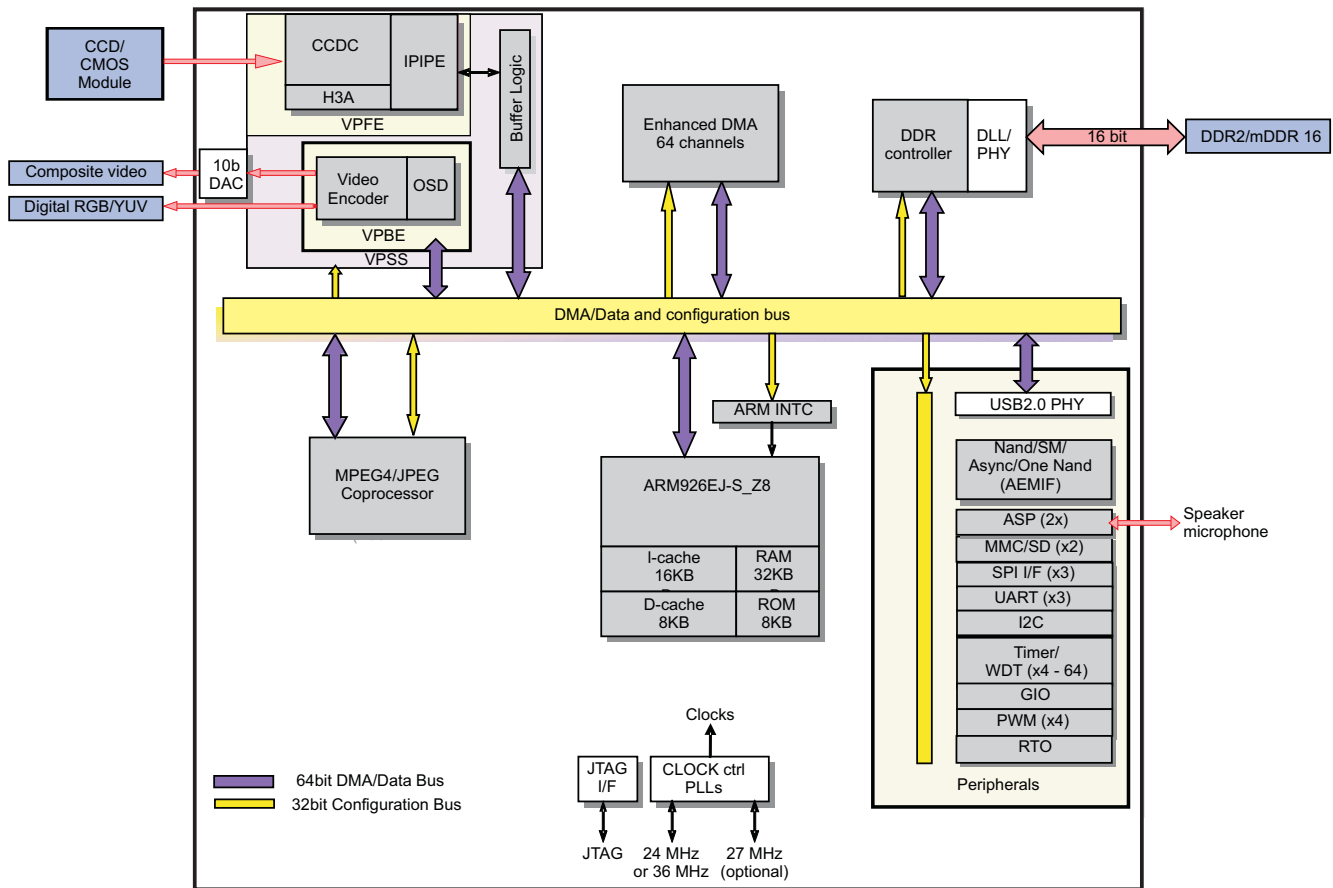 CCD/
CMOS
Module
CCDC
IPIPE
H3A
VPFE
Buffer Logic
Enhanced DMA
64 channels
DDR
controller
DLL/
PHY
16 bit
DDR2/mDDR 16
Composite video
10b
DAC
Digital RGB/YUV
Video
Encoder
OSD
VPBE
VPSS
DMA/Data and configuration bus
MPEG4/JPEG
Coprocessor
ARM INTC
ARM926EJ-S_Z8
I-cache
16KB
RAM
32KB
D-cache
8KB
ROM
8KB
USB2.0 PHY
Nand/SM/
Async/One Nand
(AEMIF)
ASP (2x)
Speaker
microphone
MMC/SD (x2)
SPI I/F (x3)
UART (x3)
I2C
Timer/
WDT (x4 - 64)
GIO
PWM (x4)
RTO
Peripherals
Clocks
JTAG
I/F
CLOCK ctrl
PLLs
JTAG
24 MHz
or 36 MHz
27 MHz
(optional)
64bit DMA/Data Bus
32bit Configuration Bus